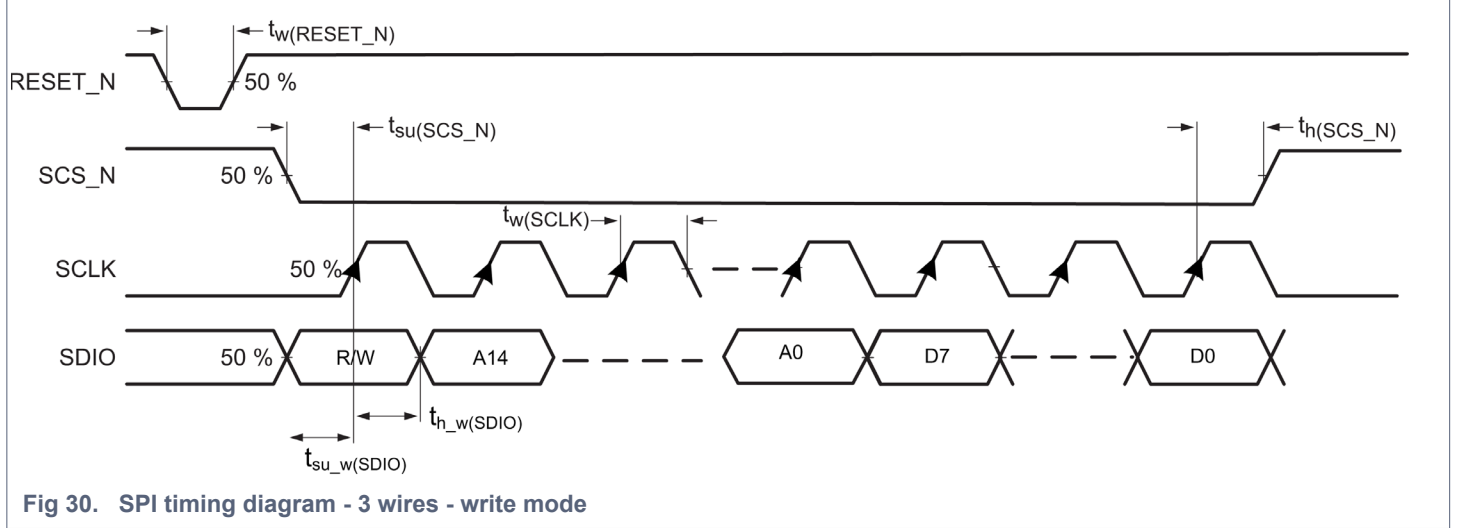 tw(RESET_N)
RESET_N
50 %
tsu(SCS_N)
th(SCS_N)
SCS_N
50 %
tw(SCLK)
SCLK
50 %
SDIO
50 %
R/W
A14
A0
D7
D0
th_w(SDIO)
tsu_w(SDIO)
Fig 30. SPI timing diagram - 3 wires - write mode